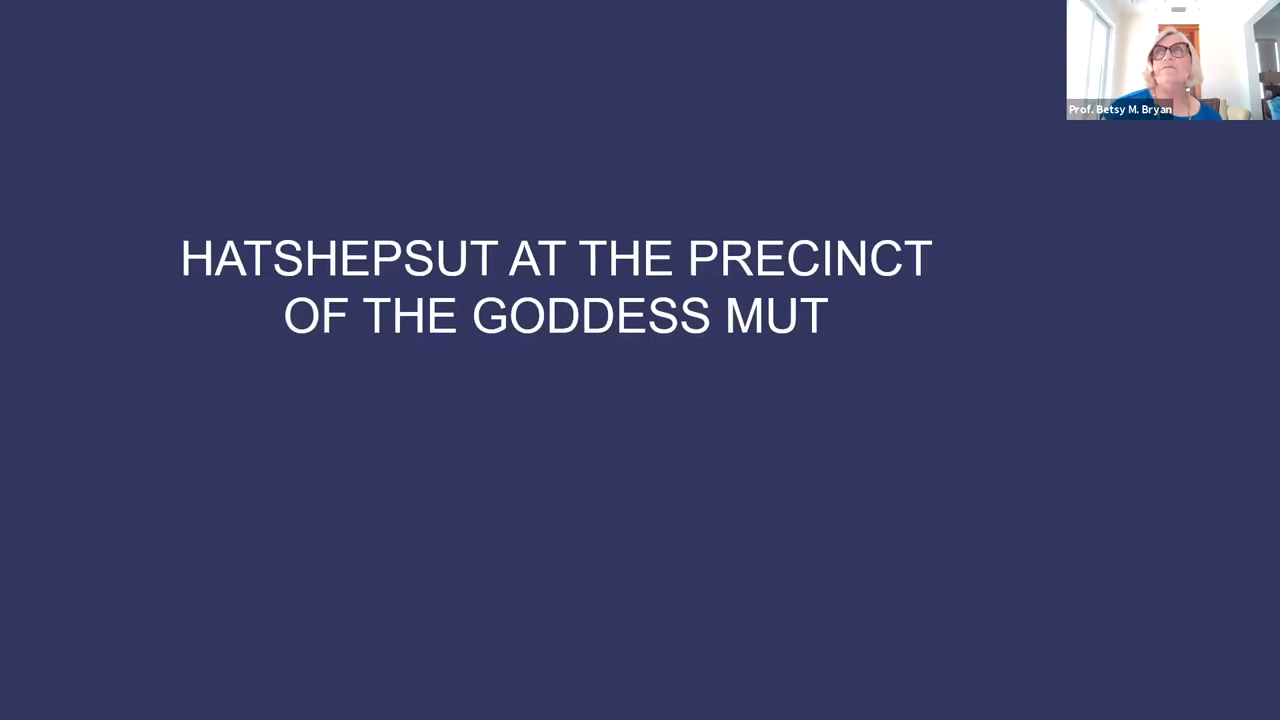 Prof. Betsy M. Bryan
HATSHEPSUT AT THE PRECINCT
OF THE GODDESS MUT